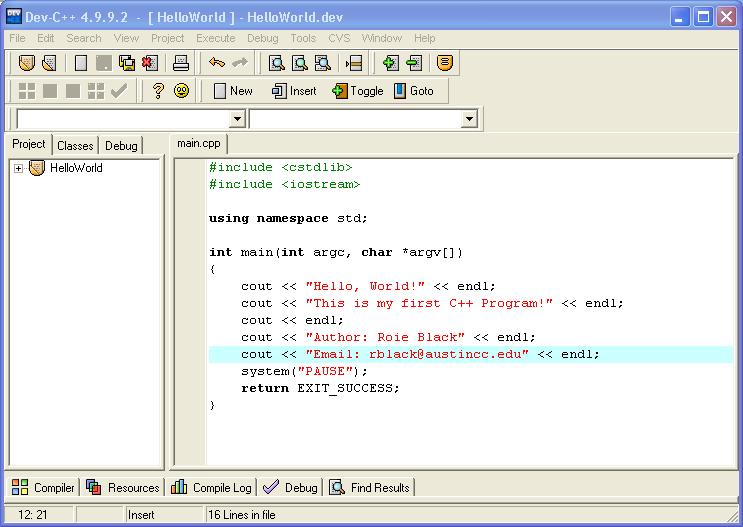 Dev-C++ 4.9.9.2 - [ HelloWorld ] - HelloWorld.dev
File Edit Search View Project Execute Debug Tools CVS Window Help
New Insert Toggle Goto
Project Classes Debug main.cpp
HelloWorld
#include <cstdlib>
#include <iostream>
using namespace std;
int main(int argc, char *argv[])
{
    cout << "Hello, World!" << endl;
    cout << "This is my first C++ Program!" << endl;
    cout << endl;
    cout << "Author: Roie Black" << endl;
    cout << "Email: rblack@austincc.edu" << endl;
    system("PAUSE");
    return EXIT_SUCCESS;
}
Compiler Resources Compile Log Debug Find Results
12: 21 Insert 16 Lines in file